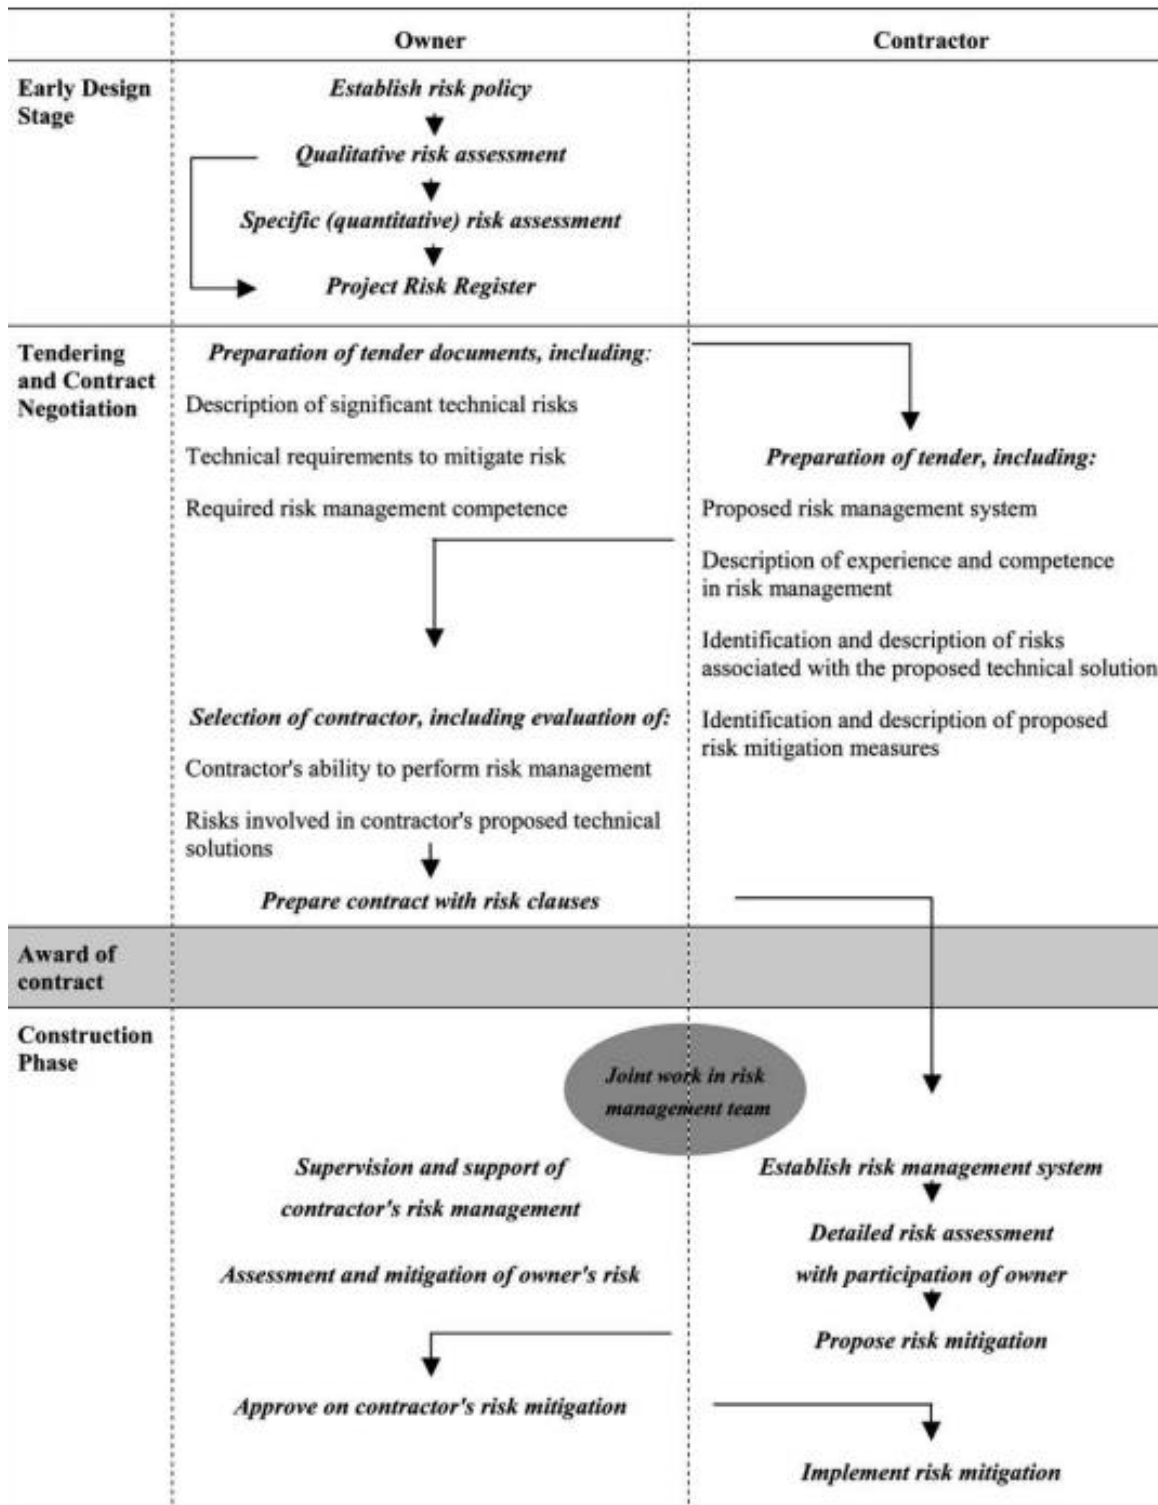 Owner
Contractor
Early Design
Stage
Establish risk policy
Qualitative risk assessment
Specific (quantitative) risk assessment
Project Risk Register
Tendering
and Contract
Negotiation
Preparation of tender documents, including:
Description of significant technical risks
Technical requirements to mitigate risk
Required risk management competence
Preparation of tender, including:
Proposed risk management system
Description of experience and competence
in risk management
Identification and description of risks
associated with the proposed technical solution
Identification and description of proposed
risk mitigation measures
Selection of contractor, including evaluation of:
Contractor's ability to perform risk management
Risks involved in contractor's proposed technical
solutions
Prepare contract with risk clauses
Award of
contract
Construction
Phase
Joint work in risk
management team
Supervision and support of
contractor's risk management
Assessment and mitigation of owner's risk
Establish risk management system
Detailed risk assessment
with participation of owner
Propose risk mitigation
Approve on contractor's risk mitigation
Implement risk mitigation